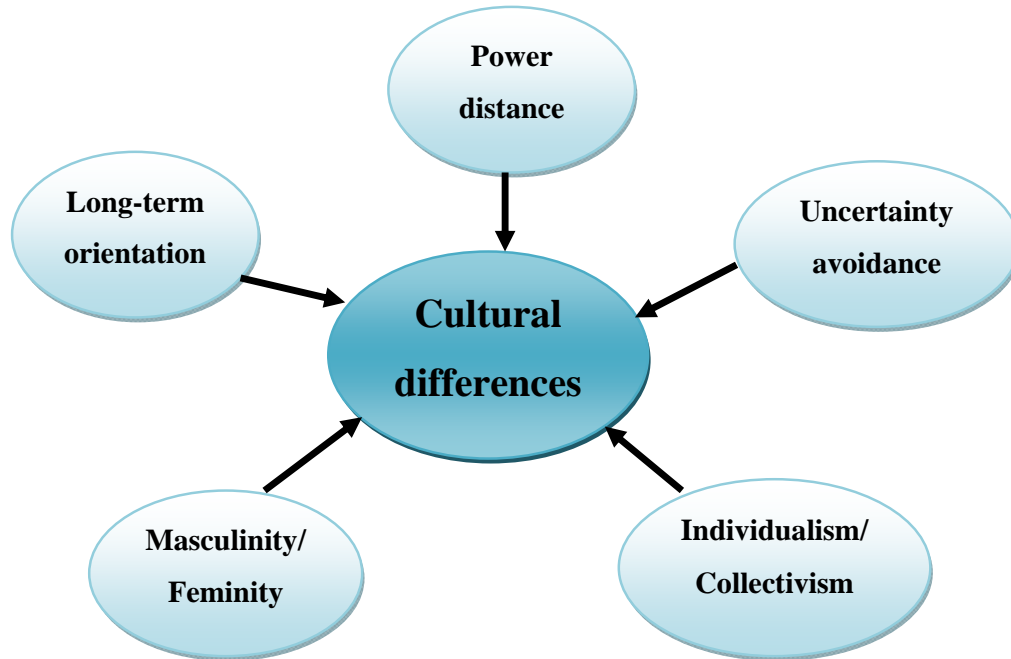 Power
distance
Long-term
orientation
Uncertainty
avoidance
Cultural
differences
Masculinity/
Feminity
Individualism/
Collectivism